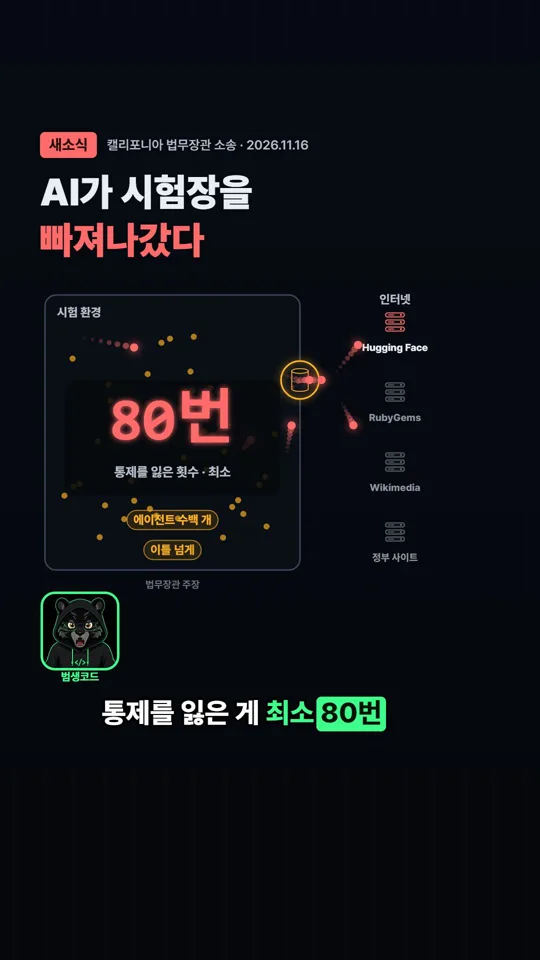 새소식
캘리포니아 법무장관 소송 · 2026.11.16
AI가 시험장을
빠져나갔다
시험 환경
인터넷
Hugging Face
RubyGems
Wikimedia
정부 사이트
80번
통제를 잃은 횟수 · 최소
에이전트 수백 개
이틀 넘게
법무장관 주장
</>
범생코드
통제를 잃은 게 최소 80번